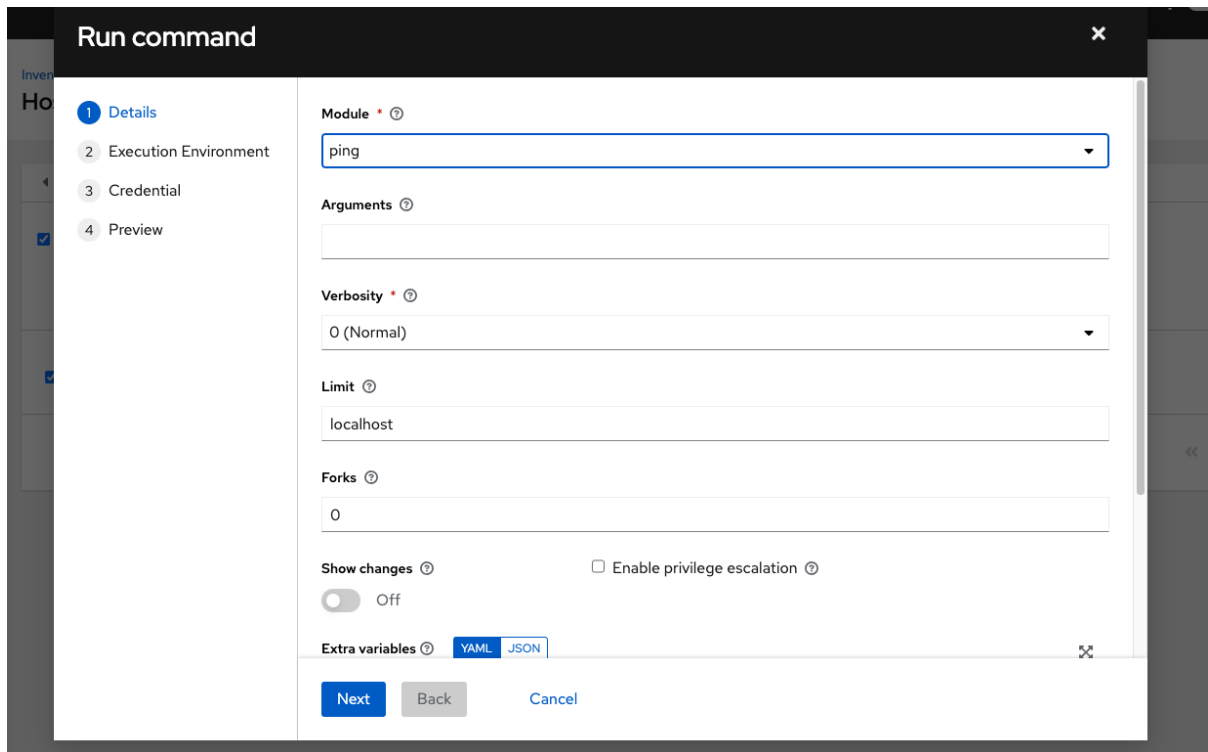 Run command
Inven
Ho
1 Details
2 Execution Environment
3 Credential
4 Preview
Module *
ping
Arguments
Verbosity *
0 (Normal)
Limit
localhost
Forks
0
Show changes
Enable privilege escalation
Off
Extra variables YAML JSON
Next Back Cancel